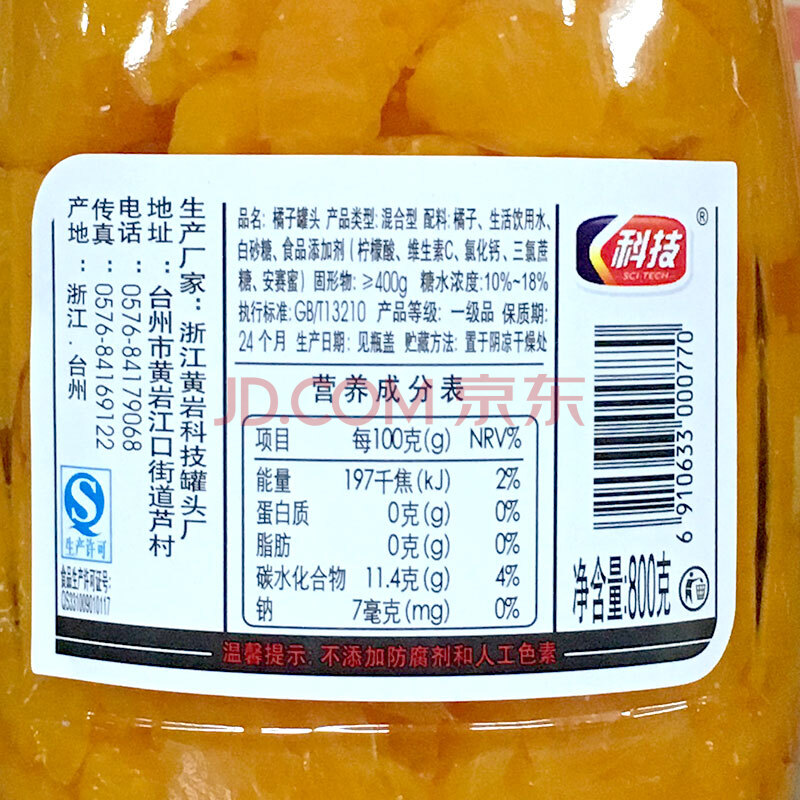 生产厂家：浙江黄岩科技罐头厂
地址：台州市黄岩江口街道芦村
电话：0576-84179068
传真：0576-84169122
产地：浙江.台州
生产许可
食品生产许可证号:
QS331009010117
品名: 橘子罐头 产品类型: 混合型 配料: 橘子、生活饮用水、
白砂糖、食品添加剂（柠檬酸、维生素C、氯化钙、三氯蔗
糖、安赛蜜）固形物: ≥400g 糖水浓度:10%~18%
执行标准: GB/T13210 产品等级: 一级品 保质期:
24个月 生产日期: 见瓶盖 贮藏方法: 置于阴凉干燥处
营养成分表
项目 每100克(g) NRV%
能量 197千焦(kJ) 2%
蛋白质 0克(g) 0%
脂肪 0克(g) 0%
碳水化合物 11.4克(g) 4%
钠 7毫克(mg) 0%
科技®
SCI-TECH
6 910633 000770
净含量:800克
温馨提示: 不添加防腐剂和人工色素
JD.COM 京东